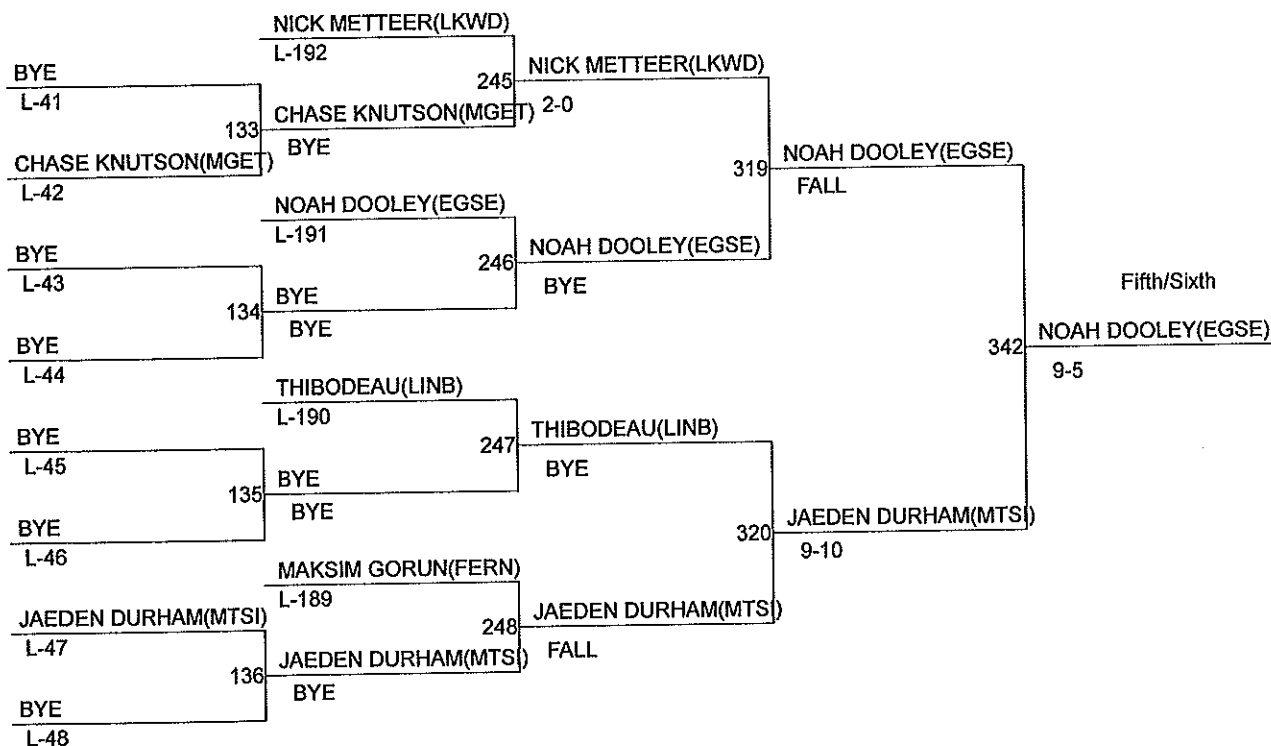 NICK METTEER(LKWD)
L-192
BYE
L-41
245
NICK METTEER(LKWD)
2-0
133
CHASE KNUTSON(MGET)
BYE
CHASE KNUTSON(MGET)
L-42
319
NOAH DOOLEY(EGSE)
FALL
NOAH DOOLEY(EGSE)
L-191
BYE
L-43
246
NOAH DOOLEY(EGSE)
BYE
134
BYE
BYE
BYE
L-44
Fifth/Sixth
342
NOAH DOOLEY(EGSE)
9-5
THIBODEAU(LINB)
L-190
BYE
L-45
247
THIBODEAU(LINB)
BYE
135
BYE
BYE
BYE
L-46
320
JAEDEN DURHAM(MTSI)
9-10
MAKSIM GORUN(FERN)
L-189
JAEDEN DURHAM(MTSI)
L-47
248
JAEDEN DURHAM(MTSI)
FALL
136
JAEDEN DURHAM(MTSI)
BYE
BYE
L-48